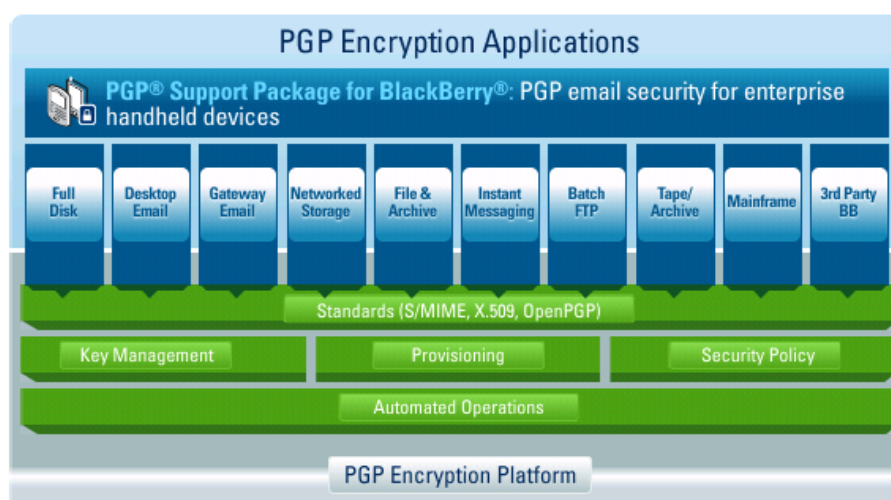 PGP Encryption Applications
PGP® Support Package for BlackBerry®: PGP email security for enterprise
handheld devices
Full
Disk
Desktop
Email
Gateway
Email
Networked
Storage
File &
Archive
Instant
Messaging
Batch
FTP
Tape/
Archive
Mainframe
3rd Party
BB
Standards (S/MIME, X.509, OpenPGP)
Key Management
Provisioning
Security Policy
Automated Operations
PGP Encryption Platform